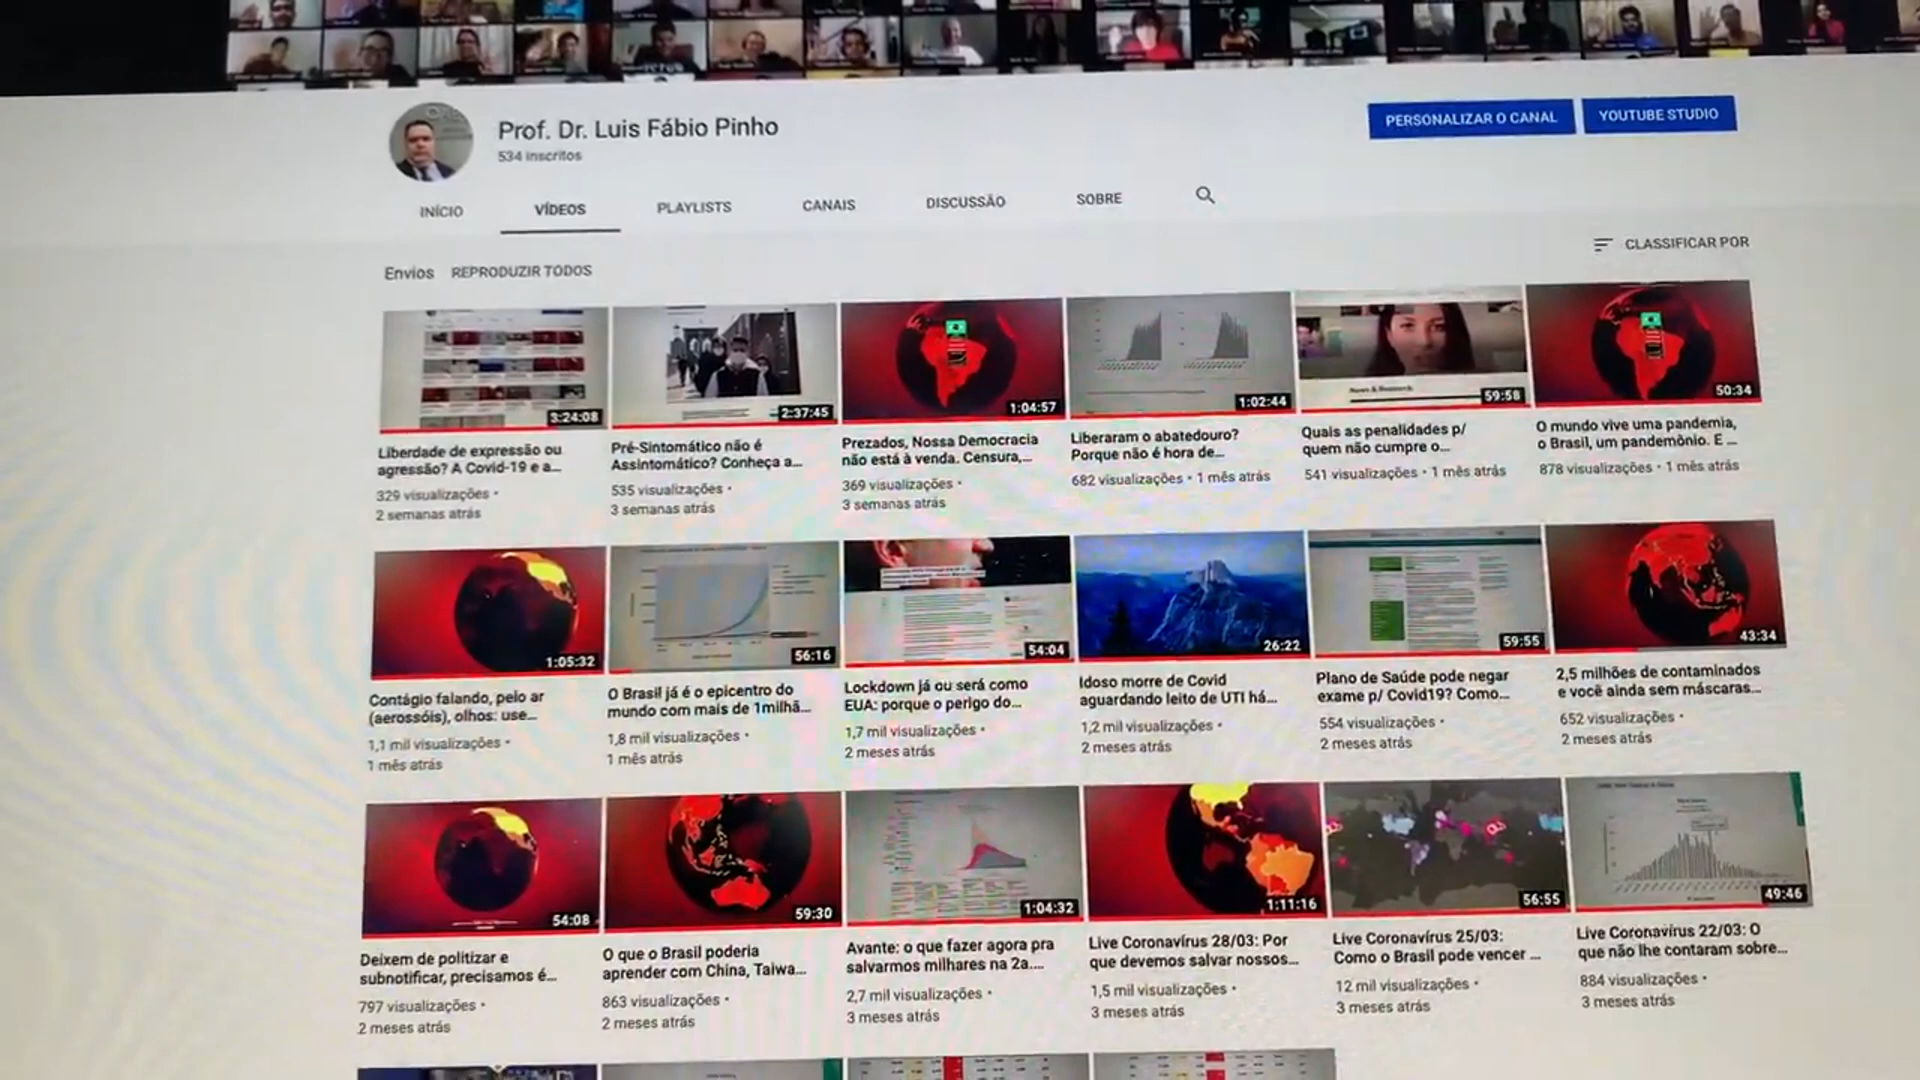 Prof. Dr. Luis Fábio Pinho
534 inscritos
PERSONALIZAR O CANAL
YOUTUBE STUDIO
INÍCIO
VÍDEOS
PLAYLISTS
CANAIS
DISCUSSÃO
SOBRE
CLASSIFICAR POR
Envios
REPRODUZIR TODOS
3:24:08
2:37:45
1:04:57
1:02:44
59:58
50:34
Liberdade de expressão ou
agressão? A Covid-19 e a...
329 visualizações •
2 semanas atrás
Pré-Sintomático não é
Assintomático? Conheça a...
535 visualizações •
3 semanas atrás
Prezados, Nossa Democracia
não está à venda. Censura,...
369 visualizações •
3 semanas atrás
Liberaram o abatedouro?
Porque não é hora de...
682 visualizações • 1 mês atrás
Quais as penalidades p/
quem não cumpre o...
541 visualizações • 1 mês atrás
O mundo vive uma pandemia,
o Brasil, um pandemônio. E ...
878 visualizações • 1 mês atrás
1:05:32
56:16
54:04
26:22
59:55
43:34
Contágio falando, pelo ar
(aerossóis), olhos: use...
1,1 mil visualizações •
1 mês atrás
O Brasil já é o epicentro do
mundo com mais de 1milhã...
1,8 mil visualizações •
1 mês atrás
Lockdown já ou será como
EUA: porque o perigo do...
1,7 mil visualizações •
2 meses atrás
Idoso morre de Covid
aguardando leito de UTI há...
1,2 mil visualizações •
2 meses atrás
Plano de Saúde pode negar
exame p/ Covid19? Como...
554 visualizações •
2 meses atrás
2,5 milhões de contaminados
e você ainda sem máscaras...
652 visualizações •
2 meses atrás
54:08
59:30
1:04:32
1:11:16
56:55
49:46
Deixem de politizar e
subnotificar, precisamos é...
797 visualizações •
2 meses atrás
O que o Brasil poderia
aprender com China, Taiwa...
863 visualizações •
2 meses atrás
Avante: o que fazer agora pra
salvarmos milhares na 2a....
2,7 mil visualizações •
3 meses atrás
Live Coronavírus 28/03: Por
que devemos salvar nossos...
1,5 mil visualizações •
3 meses atrás
Live Coronavírus 25/03:
Como o Brasil pode vencer ...
12 mil visualizações •
3 meses atrás
Live Coronavírus 22/03: O
que não lhe contaram sobre...
884 visualizações •
3 meses atrás